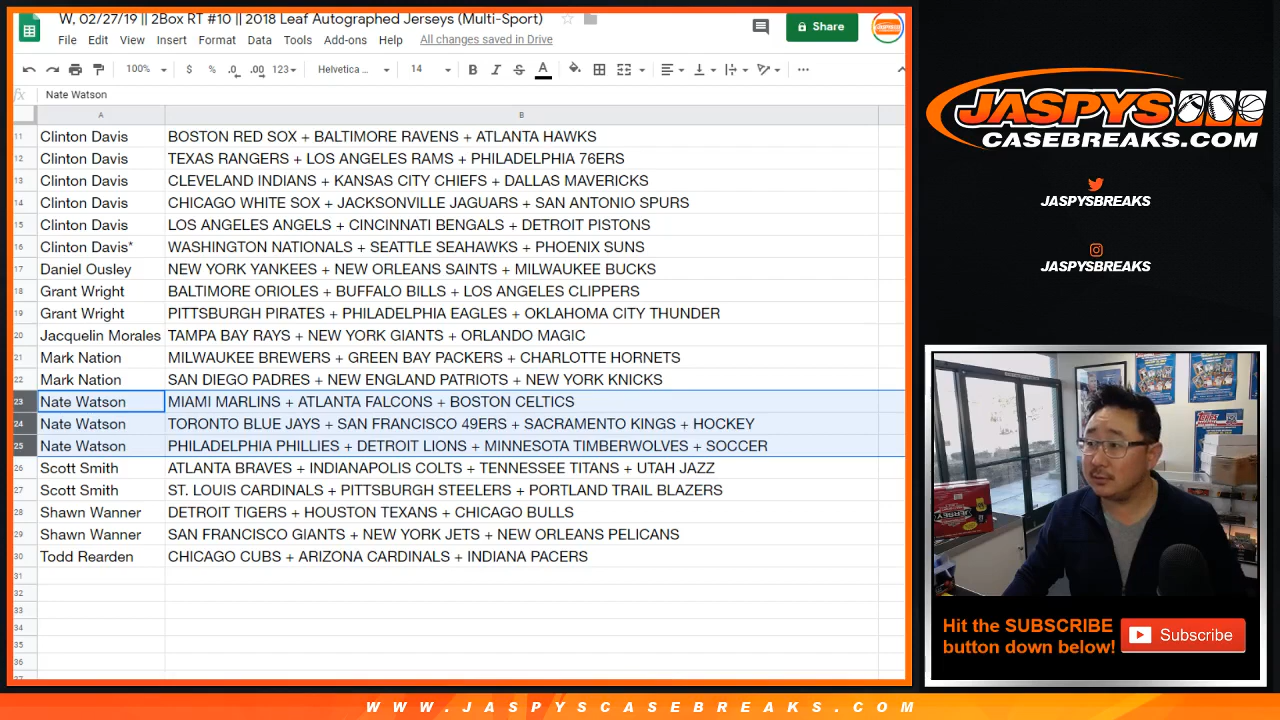 W, 02/27/19 || 2Box RT #10 || 2018 Leaf Autographed Jerseys (Multi-Sport)
File Edit View Insert Format Data Tools Add-ons Help All changes saved in Drive
Share
100% $ % .0 .00 123 Helvetica ... 14 B I S A
fx Nate Watson
A B
11 Clinton Davis BOSTON RED SOX + BALTIMORE RAVENS + ATLANTA HAWKS
12 Clinton Davis TEXAS RANGERS + LOS ANGELES RAMS + PHILADELPHIA 76ERS
13 Clinton Davis CLEVELAND INDIANS + KANSAS CITY CHIEFS + DALLAS MAVERICKS
14 Clinton Davis CHICAGO WHITE SOX + JACKSONVILLE JAGUARS + SAN ANTONIO SPURS
15 Clinton Davis LOS ANGELES ANGELS + CINCINNATI BENGALS + DETROIT PISTONS
16 Clinton Davis* WASHINGTON NATIONALS + SEATTLE SEAHAWKS + PHOENIX SUNS
17 Daniel Ousley NEW YORK YANKEES + NEW ORLEANS SAINTS + MILWAUKEE BUCKS
18 Grant Wright BALTIMORE ORIOLES + BUFFALO BILLS + LOS ANGELES CLIPPERS
19 Grant Wright PITTSBURGH PIRATES + PHILADELPHIA EAGLES + OKLAHOMA CITY THUNDER
20 Jacquelin Morales TAMPA BAY RAYS + NEW YORK GIANTS + ORLANDO MAGIC
21 Mark Nation MILWAUKEE BREWERS + GREEN BAY PACKERS + CHARLOTTE HORNETS
22 Mark Nation SAN DIEGO PADRES + NEW ENGLAND PATRIOTS + NEW YORK KNICKS
23 Nate Watson MIAMI MARLINS + ATLANTA FALCONS + BOSTON CELTICS
24 Nate Watson TORONTO BLUE JAYS + SAN FRANCISCO 49ERS + SACRAMENTO KINGS + HOCKEY
25 Nate Watson PHILADELPHIA PHILLIES + DETROIT LIONS + MINNESOTA TIMBERWOLVES + SOCCER
26 Scott Smith ATLANTA BRAVES + INDIANAPOLIS COLTS + TENNESSEE TITANS + UTAH JAZZ
27 Scott Smith ST. LOUIS CARDINALS + PITTSBURGH STEELERS + PORTLAND TRAIL BLAZERS
28 Shawn Wanner DETROIT TIGERS + HOUSTON TEXANS + CHICAGO BULLS
29 Shawn Wanner SAN FRANCISCO GIANTS + NEW YORK JETS + NEW ORLEANS PELICANS
30 Todd Rearden CHICAGO CUBS + ARIZONA CARDINALS + INDIANA PACERS
31
32
33
34
35
36
JASPYS
CASEBREAKS.COM
JASPYSBREAKS
JASPYSBREAKS
Hit the SUBSCRIBE
button down below!
Subscribe
WWW.JASPYSCASEBREAKS.COM